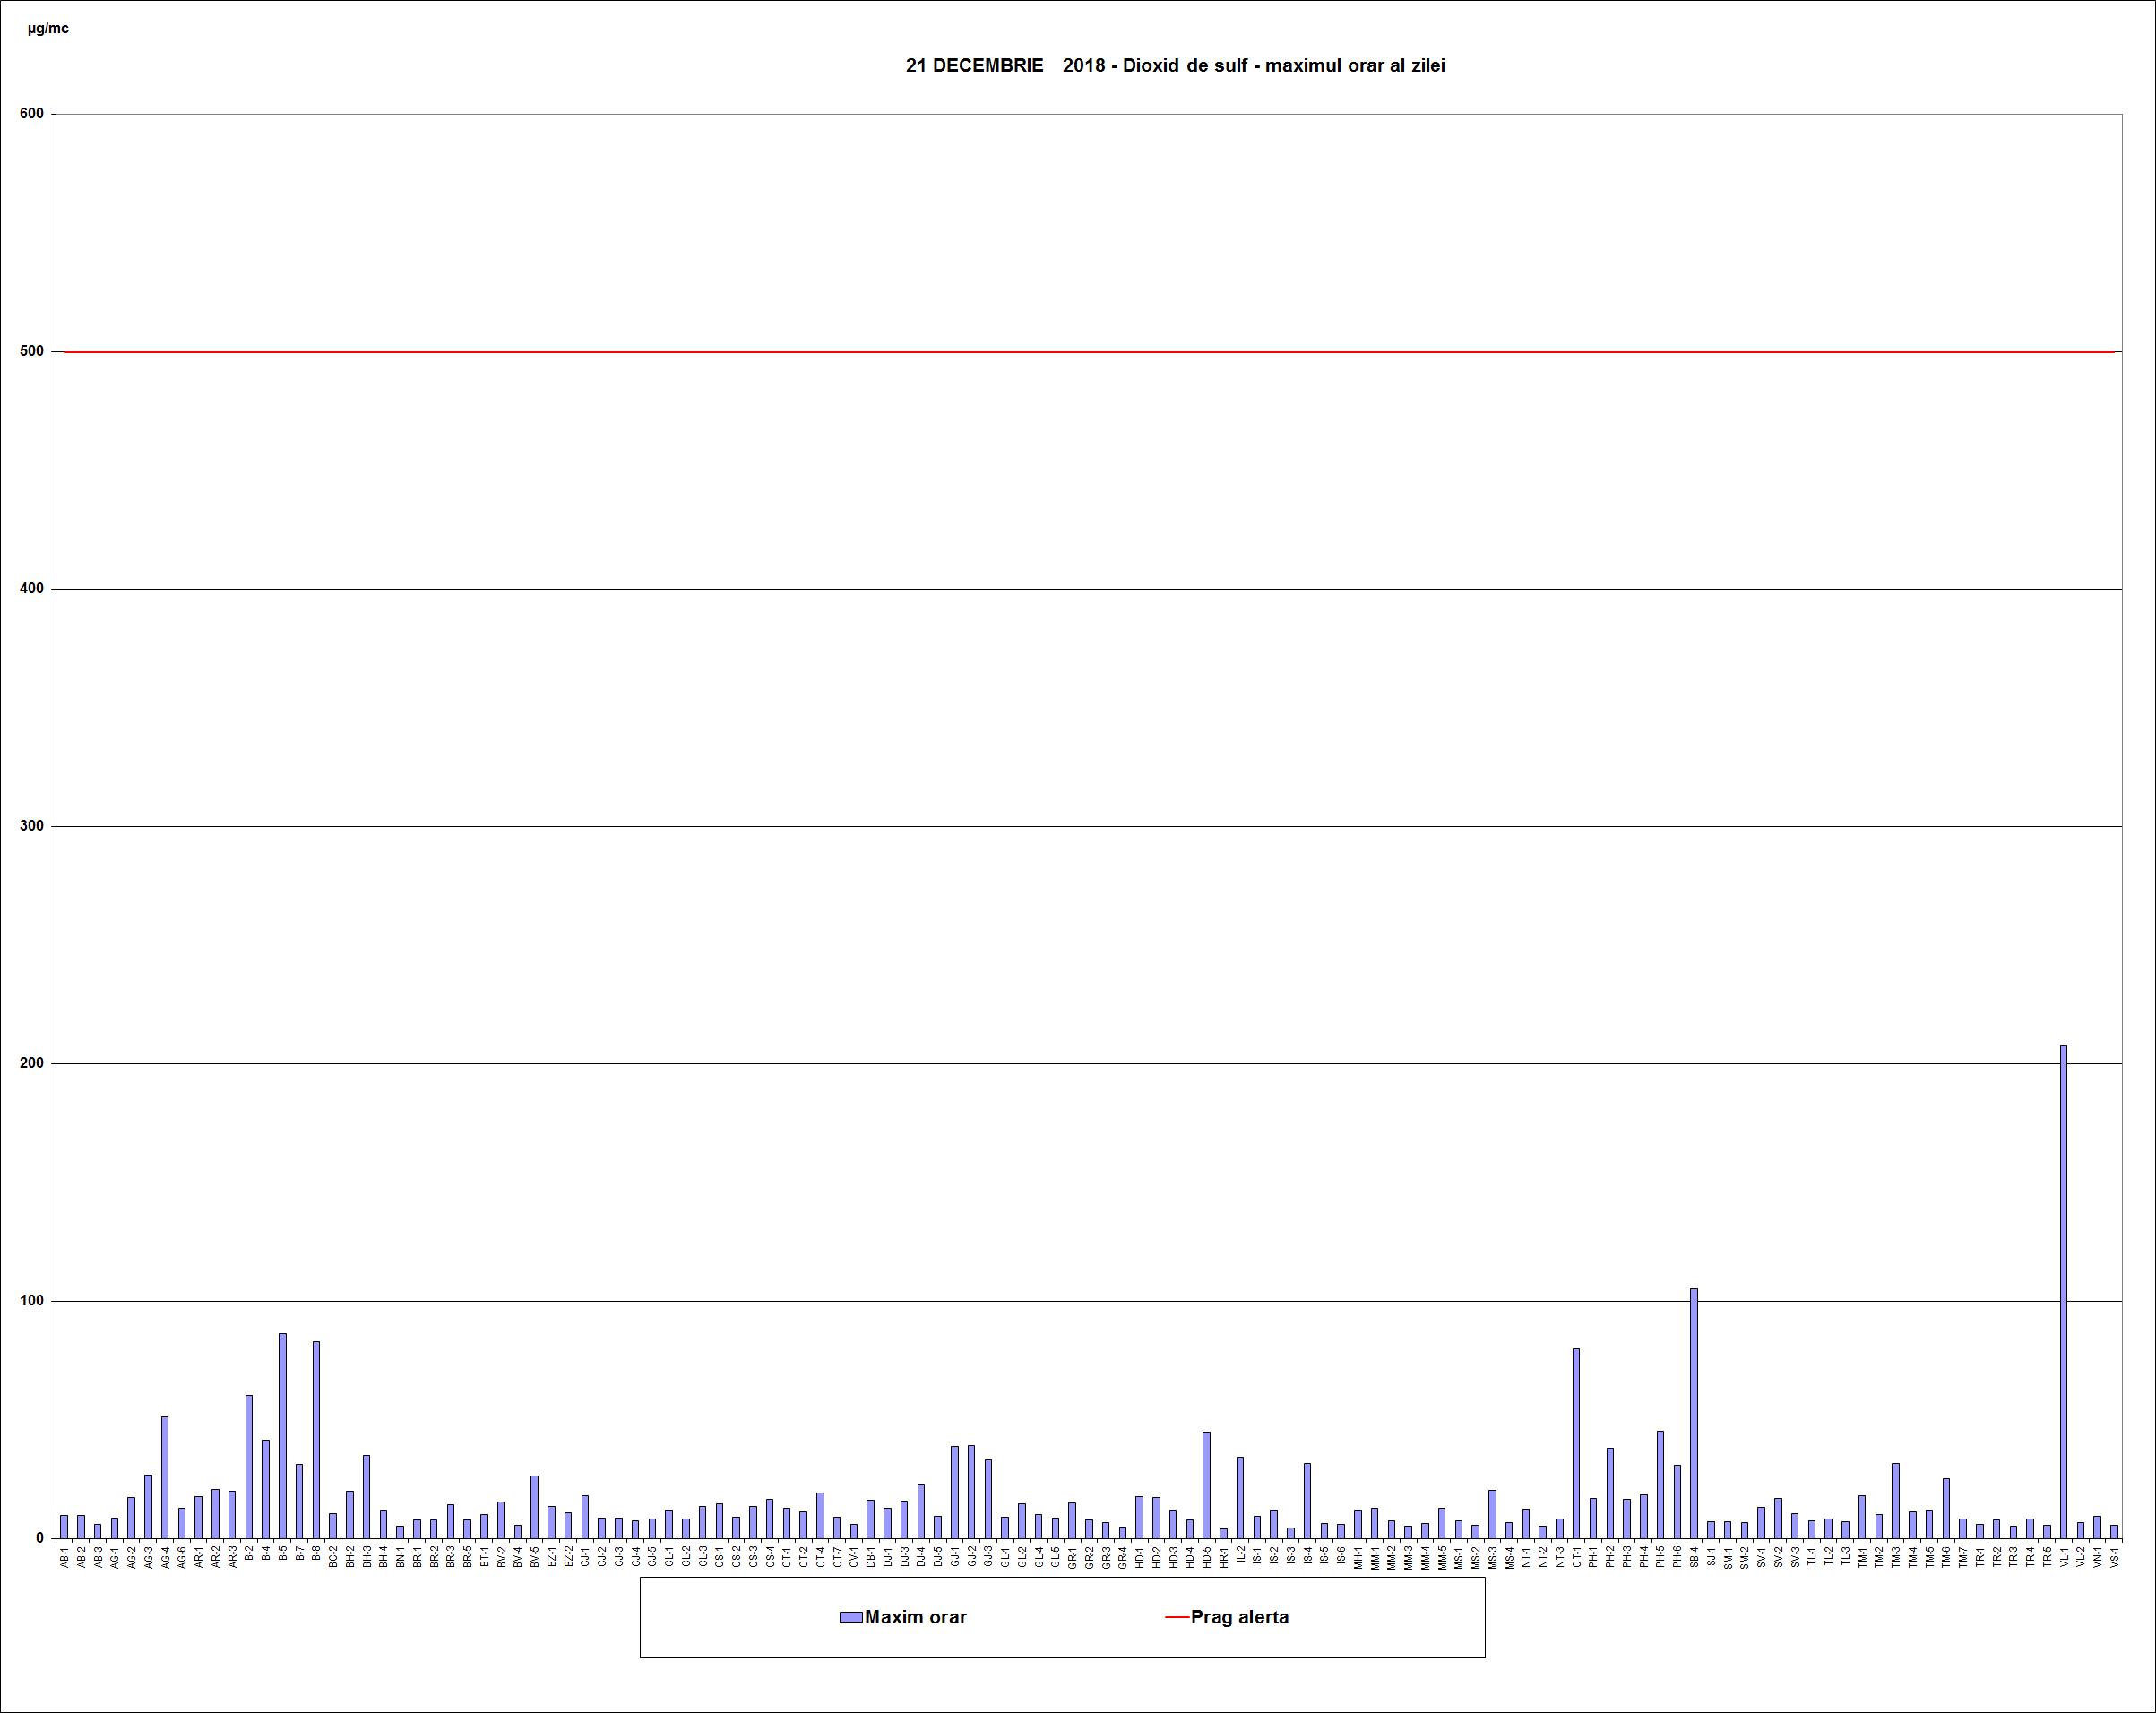 µg/mc
21 DECEMBRIE 2018 - Dioxid de sulf - maximul orar al zilei
600
500
400
300
200
100
0
AB-1 AB-2 AB-3 AG-1 AG-2 AG-3 AG-4 AG-6 AR-1 AR-2 AR-3 B-2 B-4 B-5 B-7 B-8 BC-2 BH-2 BH-3 BH-4 BN-1 BR-1 BR-2 BR-3 BR-5 BT-1 BV-2 BV-4 BV-5 BZ-1 BZ-2 CJ-1 CJ-2 CJ-3 CJ-4 CJ-5 CL-1 CL-2 CL-3 CS-1 CS-2 CS-3 CS-4 CT-1 CT-2 CT-4 CT-7 CV-1 DB-1 DJ-1 DJ-3 DJ-4 DJ-5 GJ-1 GJ-2 GJ-3 GL-1 GL-2 GL-4 GL-5 GR-1 GR-2 GR-3 GR-4 HD-1 HD-2 HD-3 HD-4 HD-5 HR-1 IL-2 IS-1 IS-2 IS-3 IS-4 IS-5 IS-6 MH-1 MM-1 MM-2 MM-3 MM-4 MM-5 MS-1 MS-2 MS-3 MS-4 NT-1 NT-2 NT-3 OT-1 PH-1 PH-2 PH-3 PH-4 PH-5 PH-6 SB-4 SJ-1 SM-1 SM-2 SV-1 SV-2 SV-3 TL-1 TL-2 TL-3 TM-1 TM-2 TM-3 TM-4 TM-5 TM-6 TM-7 TR-1 TR-2 TR-3 TR-4 TR-5 VL-1 VL-2 VN-1 VS-1
Maxim orar Prag alerta